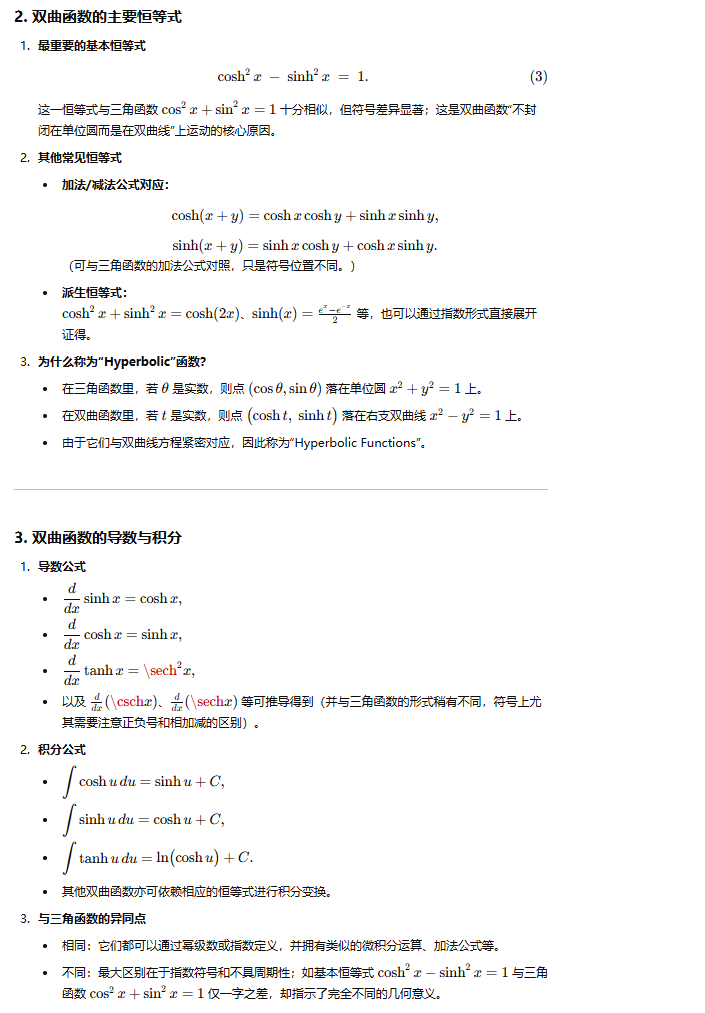 2. 双曲函数的主要恒等式
1. 最重要的基本恒等式
cosh² x − sinh² x = 1. (3)
这一恒等式与三角函数 cos² x + sin² x = 1 十分相似，但符号差异显著；这是双曲函数“不封
闭在单位圆而是在双曲线”上运动的核心原因。
2. 其他常见恒等式
• 加法/减法公式对应：
cosh(x + y) = cosh x cosh y + sinh x sinh y,
sinh(x + y) = sinh x cosh y + cosh x sinh y.
（可与三角函数的加法公式对照，只是符号位置不同。）
• 派生恒等式：
cosh² x + sinh² x = cosh(2x)、sinh(x) = (eˣ − e⁻ˣ)/2 等，也可以通过指数形式直接展开
证得。
3. 为什么称为“Hyperbolic”函数?
• 在三角函数里，若 θ 是实数，则点 (cos θ, sin θ) 落在单位圆 x² + y² = 1 上。
• 在双曲函数里，若 t 是实数，则点 (cosh t, sinh t) 落在右支双曲线 x² − y² = 1 上。
• 由于它们与双曲线方程紧密对应，因此称为“Hyperbolic Functions”。
3. 双曲函数的导数与积分
1. 导数公式
• d/dx sinh x = cosh x,
• d/dx cosh x = sinh x,
• d/dx tanh x = \sech²x,
• 以及 d/dx(\cschx)、d/dx(\sechx) 等可推导得到（并与三角函数的形式稍有不同，符号上尤
其需要注意正负号和相加减的区别）。
2. 积分公式
• ∫ cosh u du = sinh u + C,
• ∫ sinh u du = cosh u + C,
• ∫ tanh u du = ln(cosh u) + C.
• 其他双曲函数亦可依赖相应的恒等式进行积分变换。
3. 与三角函数的异同点
• 相同：它们都可以通过幂级数或指数定义，并拥有类似的微积分运算、加法公式等。
• 不同：最大区别在于指数符号和不具周期性；如基本恒等式 cosh² x − sinh² x = 1 与三角
函数 cos² x + sin² x = 1 仅一字之差，却指示了完全不同的几何意义。